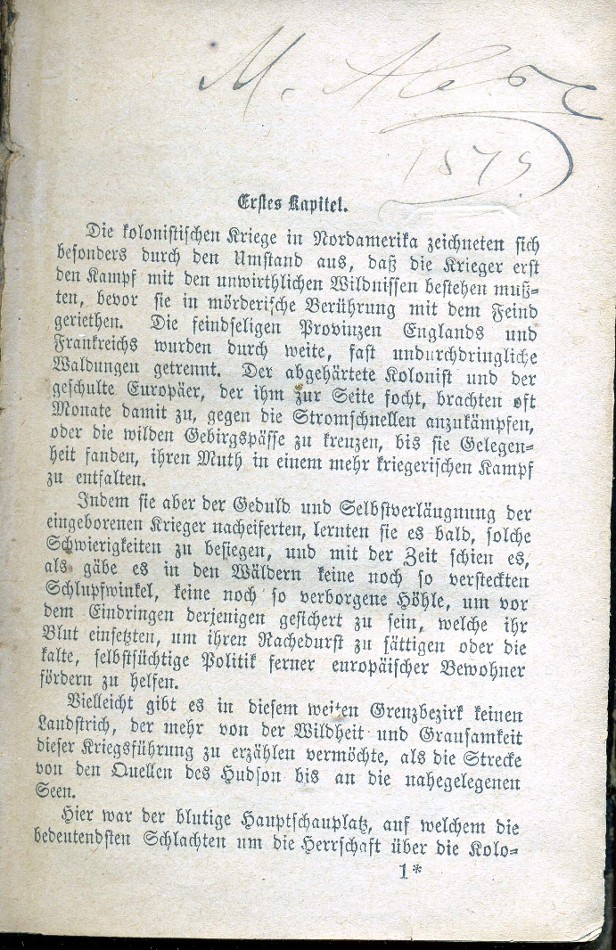 M.
1879
Erstes Kapitel.
Die kolonistischen Kriege in Nordamerika zeichneten sich
besonders durch den Umstand aus, daß die Krieger erst
den Kampf mit den unwirthlichen Wildnissen bestehen muß-
ten, bevor sie in mörderische Berührung mit dem Feind
geriethen. Die feindseligen Provinzen Englands und
Frankreichs wurden durch weite, fast undurchdringliche
Waldungen getrennt. Der abgehärtete Kolonist und der
geschulte Europäer, der ihm zur Seite focht, brachten oft
Monate damit zu, gegen die Stromschnellen anzukämpfen,
oder die wilden Gebirgspässe zu kreuzen, bis sie Gelegen-
heit fanden, ihren Muth in einem mehr kriegerischen Kampf
zu entfalten.
Indem sie aber der Geduld und Selbstverläugnung der
eingeborenen Krieger nacheiferten, lernten sie es bald, solche
Schwierigkeiten zu besiegen, und mit der Zeit schien es,
als gäbe es in den Wäldern keine noch so versteckten
Schlupfwinkel, keine noch so verborgene Höhle, um vor
dem Eindringen derjenigen gesichert zu sein, welche ihr
Blut einsetzten, um ihren Rachedurst zu sättigen oder die
kalte, selbstsüchtige Politik ferner europäischer Bewohner
fördern zu helfen.
Vielleicht gibt es in diesem weiten Grenzbezirk keinen
Landstrich, der mehr von der Wildheit und Grausamkeit
dieser Kriegsführung zu erzählen vermöchte, als die Strecke
von den Quellen des Hudson bis an die nahegelegenen
Seen.
Hier war der blutige Hauptschauplatz, auf welchem die
bedeutendsten Schlachten um die Herrschaft über die Kolo-
1*